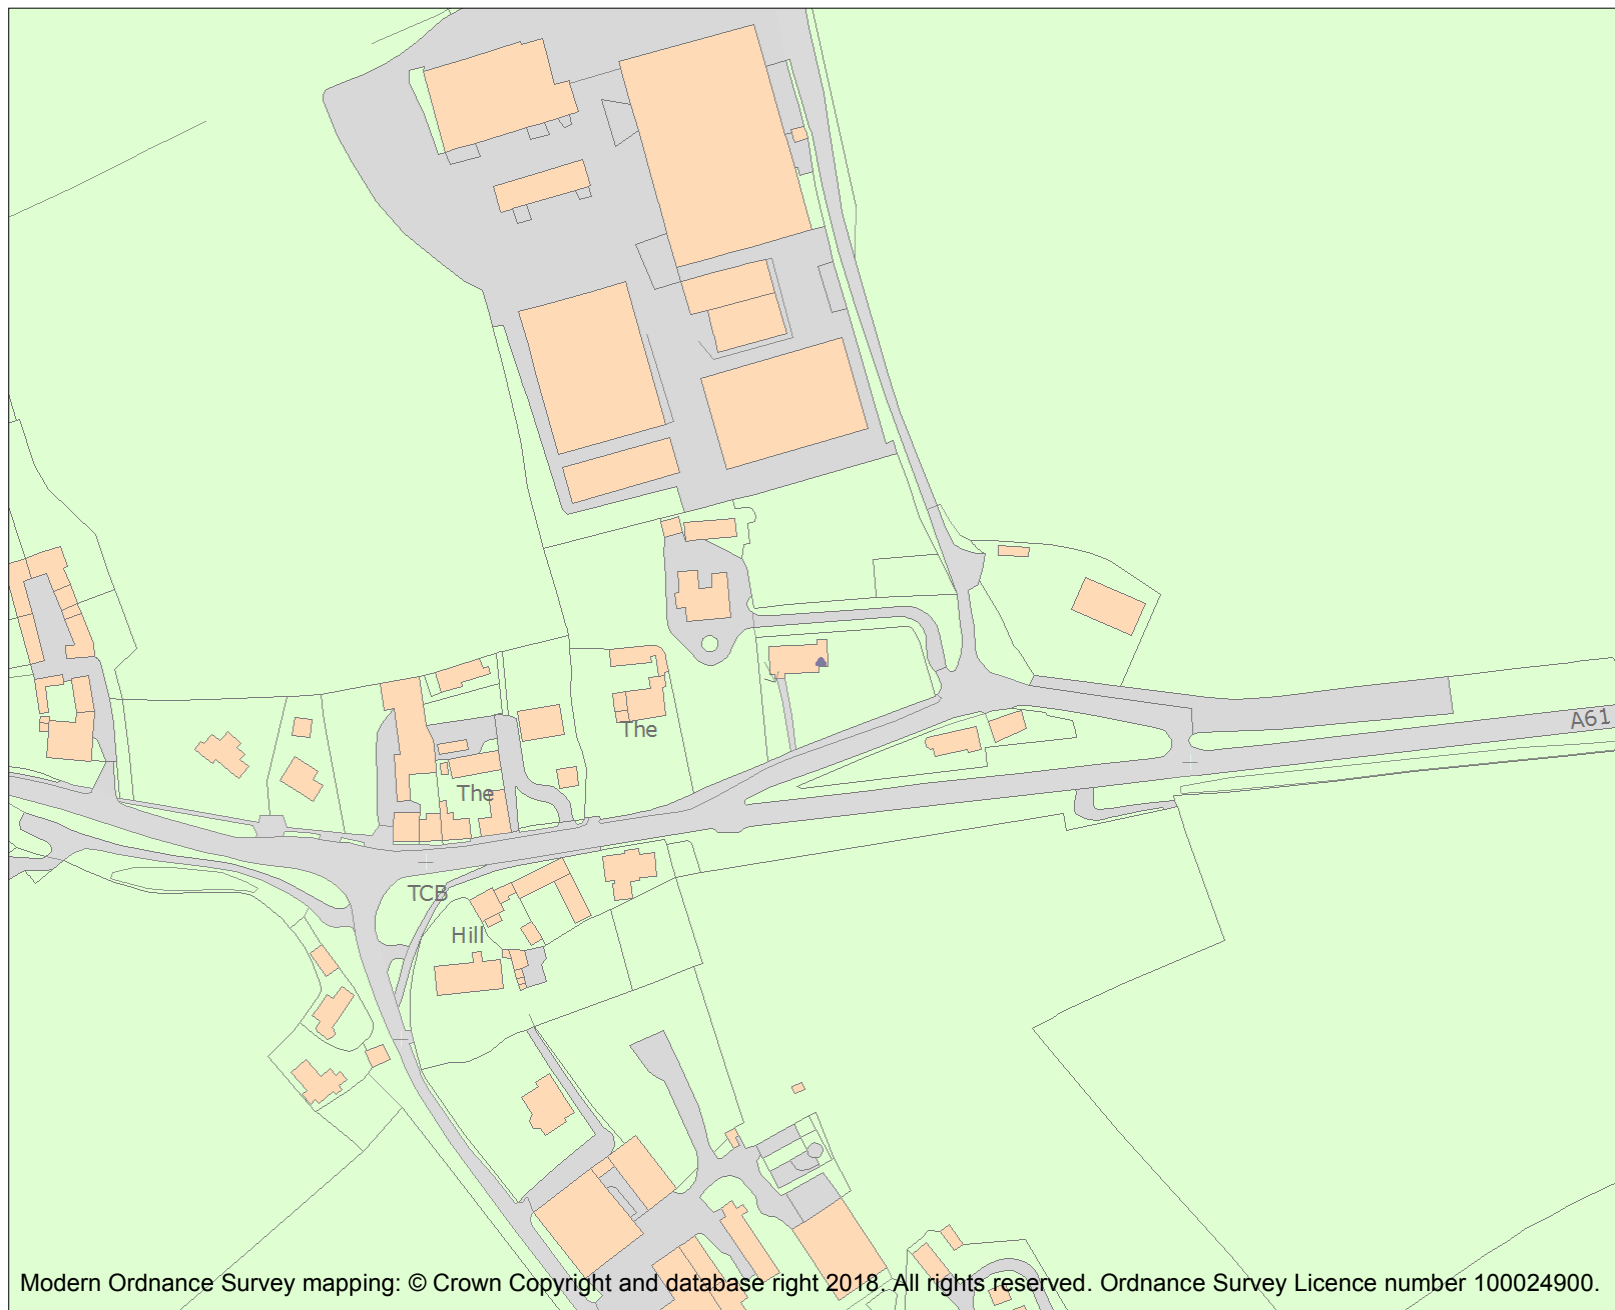 A61
The
The
TCB
Hill
Modern Ordnance Survey mapping: © Crown Copyright and database right 2018. All rights reserved. Ordnance Survey Licence number 100024900.